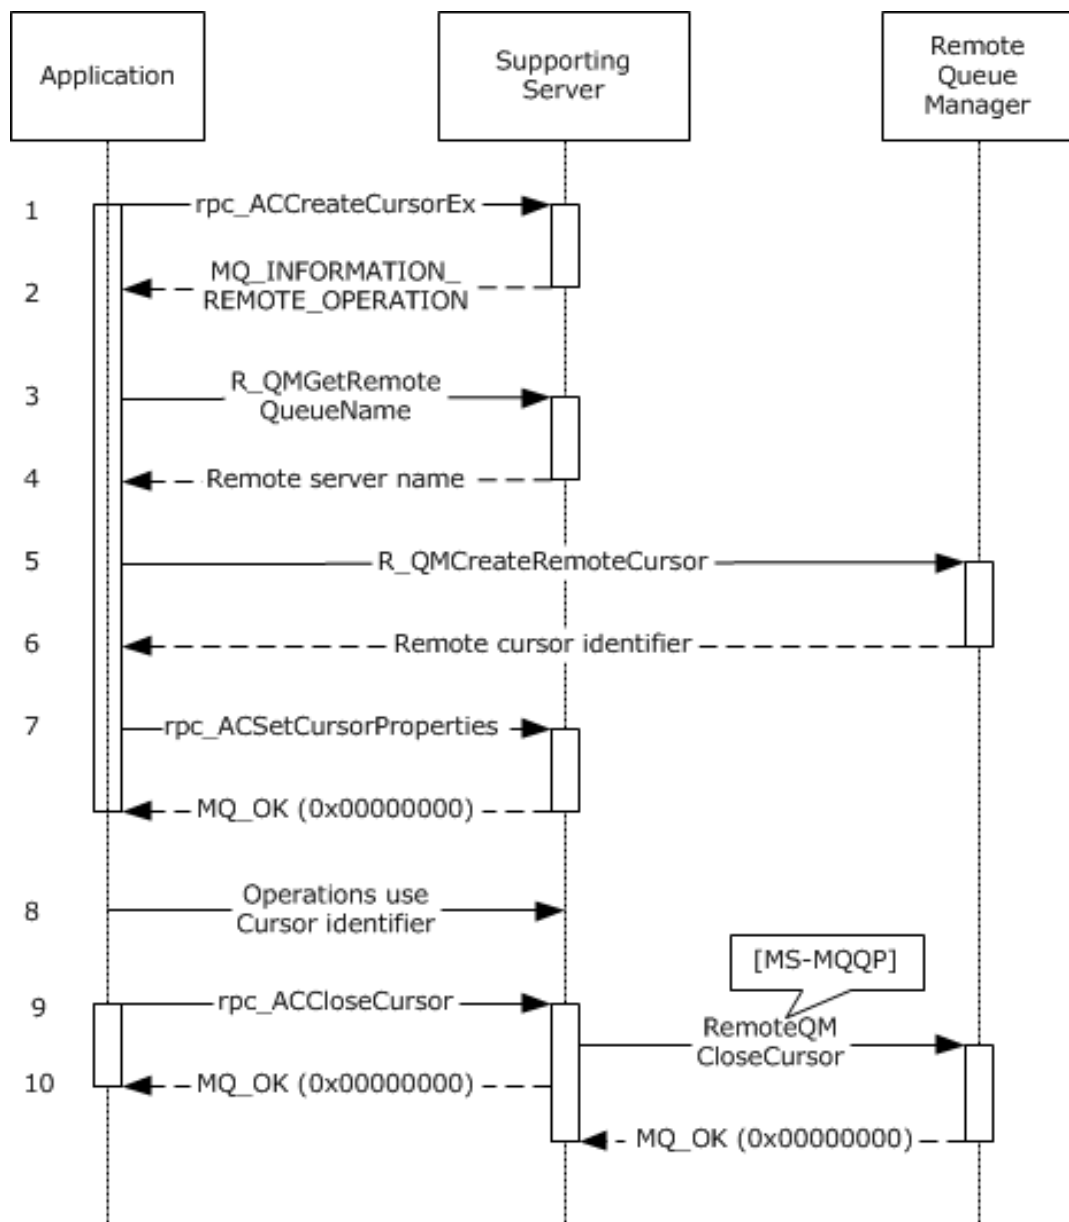 Application
Supporting
Server
Remote
Queue
Manager
1
rpc_ACCreateCursorEx
MQ_INFORMATION_
REMOTE_OPERATION
2
3
R_QMGetRemote
QueueName
4
Remote server name
5
R_QMCreateRemoteCursor
6
Remote cursor identifier
7
rpc_ACSetCursorProperties
MQ_OK (0x00000000)
8
Operations use
Cursor identifier
[MS-MQQP]
9
rpc_ACCloseCursor
RemoteQM
CloseCursor
10
MQ_OK (0x00000000)
MQ_OK (0x00000000)